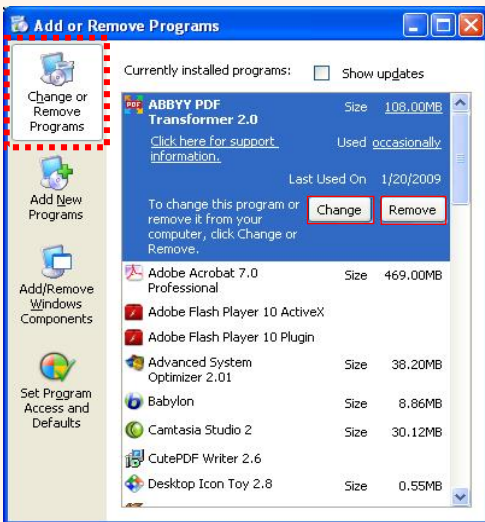 Add or Remove Programs
Change or
Remove
Programs
Add New
Programs
Add/Remove
Windows
Components
Set Program
Access and
Defaults
Currently installed programs:
Show updates
ABBYY PDF
Transformer 2.0
Size 108.00MB
Click here for support
information.
Used occasionally
Last Used On 1/20/2009
To change this program or
remove it from your
computer, click Change or
Remove.
Change
Remove
Adobe Acrobat 7.0
Professional
Size 469.00MB
Adobe Flash Player 10 ActiveX
Adobe Flash Player 10 Plugin
Advanced System
Optimizer 2.01
Size 38.20MB
Babylon
Size 8.86MB
Camtasia Studio 2
Size 30.12MB
CutePDF Writer 2.6
Desktop Icon Toy 2.8
Size 0.55MB